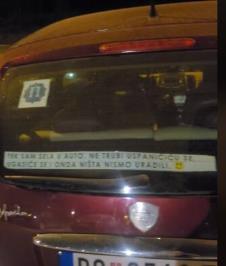 TEK SAM SELA U AUTO, NE TRUBI USPANIČIĆU SE,
UGASIĆE SE I ONDA NIŠTA NISMO URADILI.